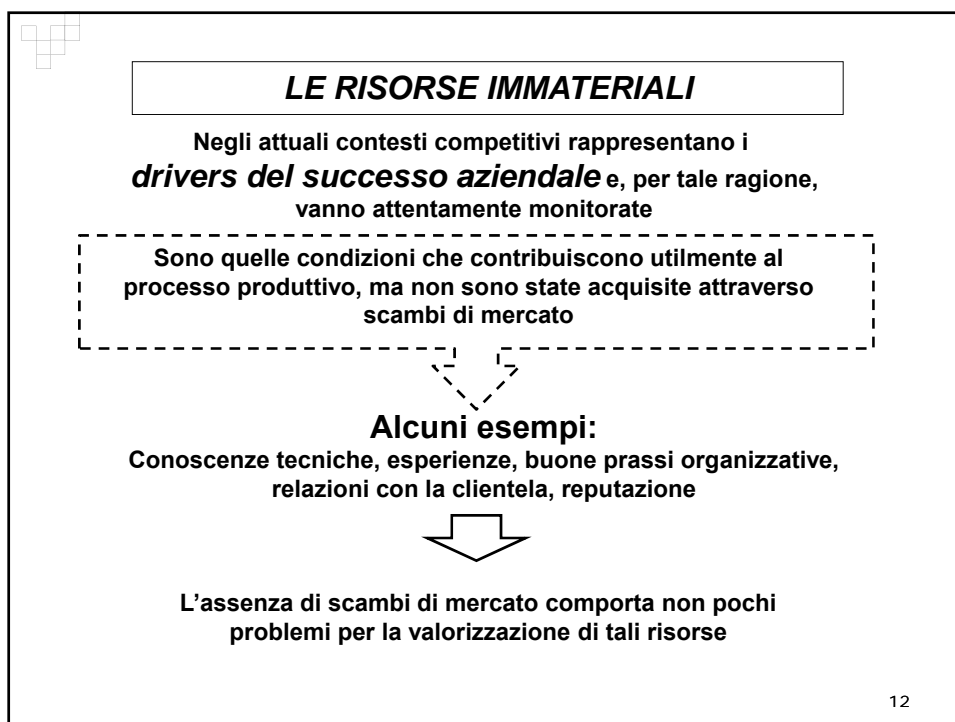 LE RISORSE IMMATERIALI
Negli attuali contesti competitivi rappresentano i
drivers del successo aziendale e, per tale ragione,
vanno attentamente monitorate
Sono quelle condizioni che contribuiscono utilmente al
processo produttivo, ma non sono state acquisite attraverso
scambi di mercato
Alcuni esempi:
Conoscenze tecniche, esperienze, buone prassi organizzative,
relazioni con la clientela, reputazione
L'assenza di scambi di mercato comporta non pochi
problemi per la valorizzazione di tali risorse
12